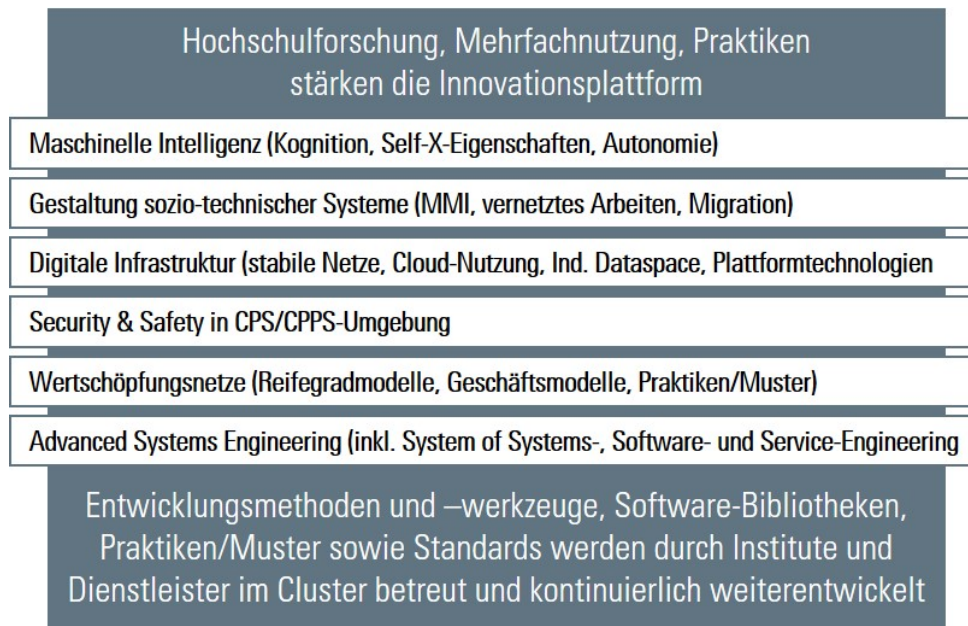 Hochschulforschung, Mehrfachnutzung, Praktiken
stärken die Innovationsplattform
Maschinelle Intelligenz (Kognition, Self-X-Eigenschaften, Autonomie)
Gestaltung sozio-technischer Systeme (MMI, vernetztes Arbeiten, Migration)
Digitale Infrastruktur (stabile Netze, Cloud-Nutzung, Ind. Dataspace, Plattformtechnologien
Security & Safety in CPS/CPPS-Umgebung
Wertschöpfungsnetze (Reifegradmodelle, Geschäftsmodelle, Praktiken/Muster)
Advanced Systems Engineering (inkl. System of Systems-, Software- und Service-Engineering
Entwicklungsmethoden und –werkzeuge, Software-Bibliotheken,
Praktiken/Muster sowie Standards werden durch Institute und
Dienstleister im Cluster betreut und kontinuierlich weiterentwickelt